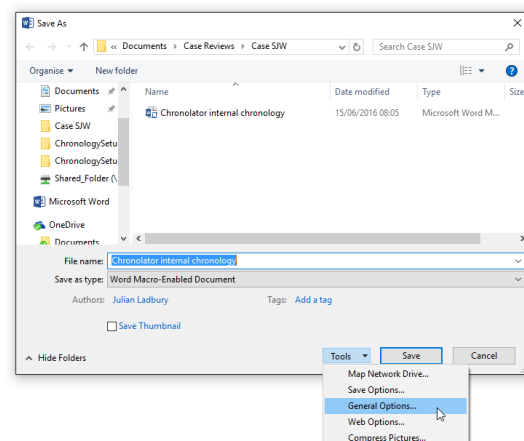 Save As
« Documents > Case Reviews > Case SJW
Search Case SJW
Organise
New folder
Documents
Pictures
Case SJW
ChronologySetu
ChronologySetu
Shared_Folder (\
Microsoft Word
OneDrive
Documents
Name
Date modified
Type
Size
Chronolator internal chronology
15/06/2016 08:05
Microsoft Word M...
File name: Chronolator internal chronology
Save as type: Word Macro-Enabled Document
Authors: Julian Ladbury
Tags: Add a tag
Save Thumbnail
Hide Folders
Tools
Save
Cancel
Map Network Drive...
Save Options...
General Options...
Web Options...
Compress Pictures...